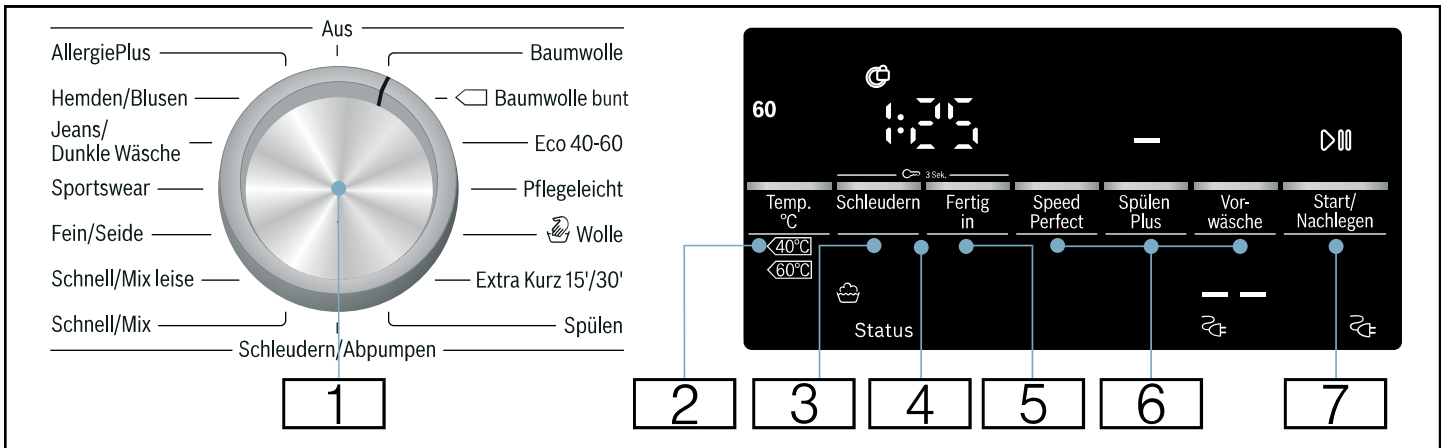 Aus
AllergiePlus
Baumwolle
Hemden/Blusen
Baumwolle bunt
Jeans/
Dunkle Wäsche
Eco 40-60
Sportswear
Pflegeleicht
Fein/Seide
Wolle
Schnell/Mix leise
Extra Kurz 15'/30'
Schnell/Mix
Spülen
Schleudern/Abpumpen
60
1:25
3 Sek.
Temp.
°C
Schleudern
Fertig
in
Speed
Perfect
Spülen
Plus
Vor-
wäsche
Start/
Nachlegen
40°C
60°C
Status
1
2
3
4
5
6
7